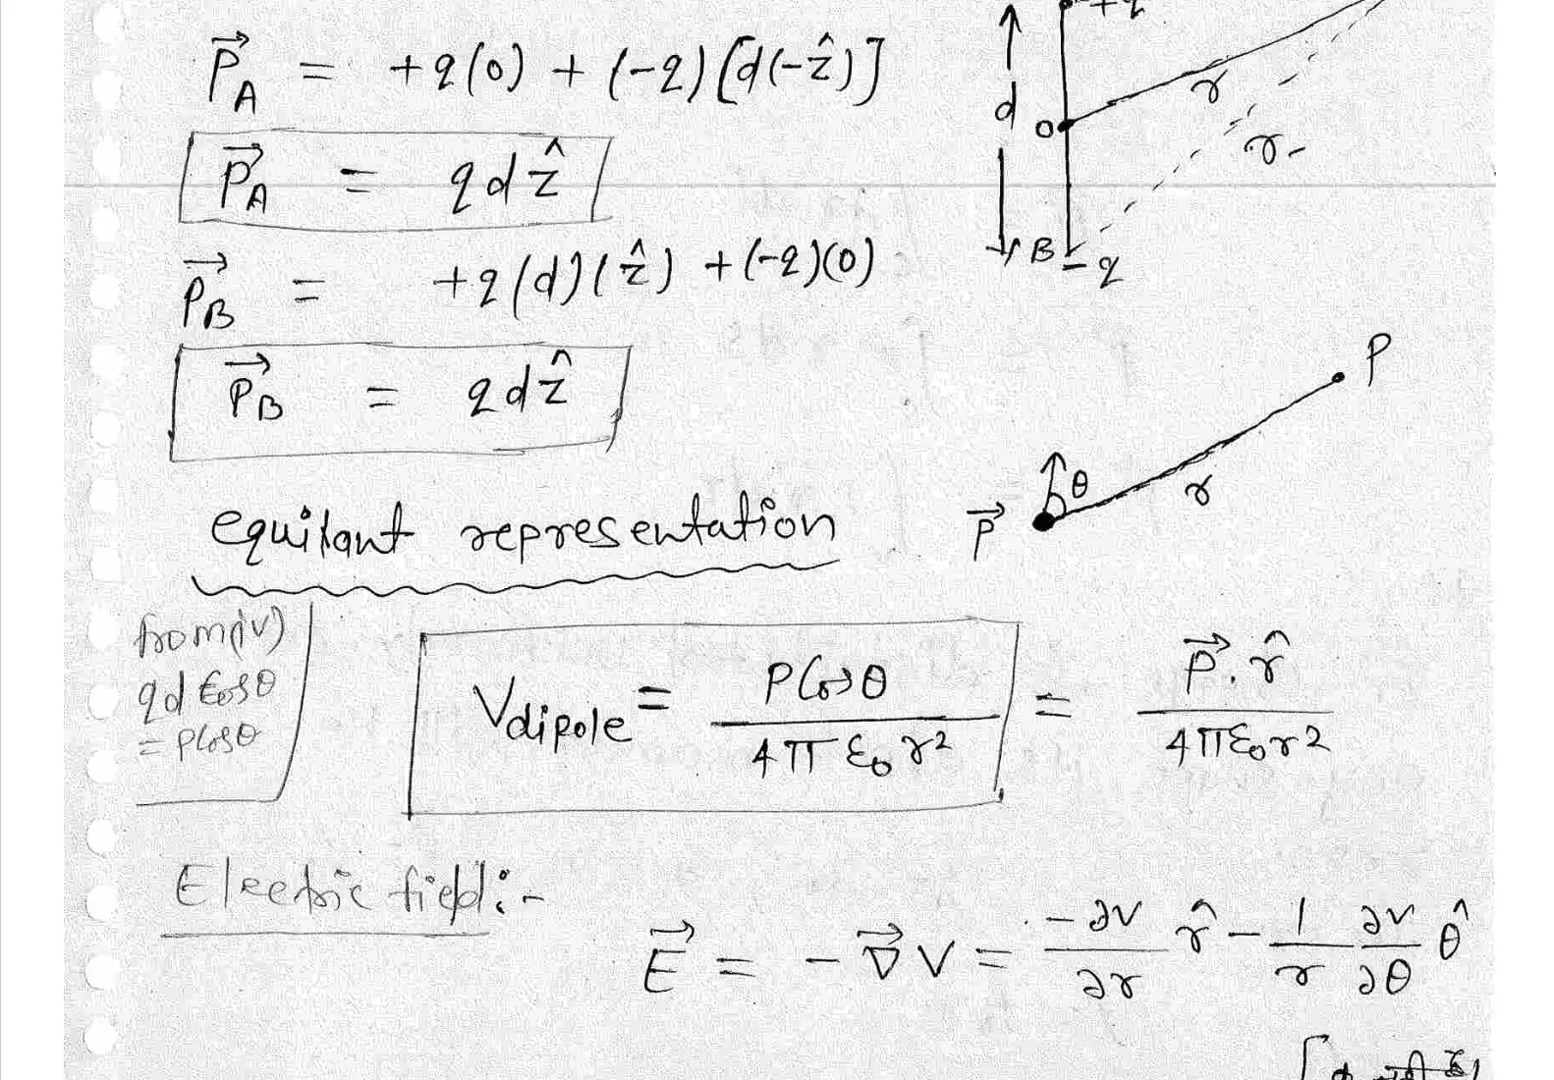 +q
P⃗_A = +q(0) + (-q)[d(-ẑ)]
r
d
O
r-
P⃗_A = qdẑ
B -q
P⃗_B = +q(d)(ẑ) + (-q)(0)
P
P⃗_B = qdẑ
θ
r
P⃗
equilant representation
from(iv)
qd Cosθ
= PCosθ
V_dipole = PCosθ / 4πε₀r² = P⃗.r̂ / 4πε₀r²
Electric field:-
E⃗ = -∇⃗V = -∂V/∂r r̂ - 1/r ∂V/∂θ θ̂